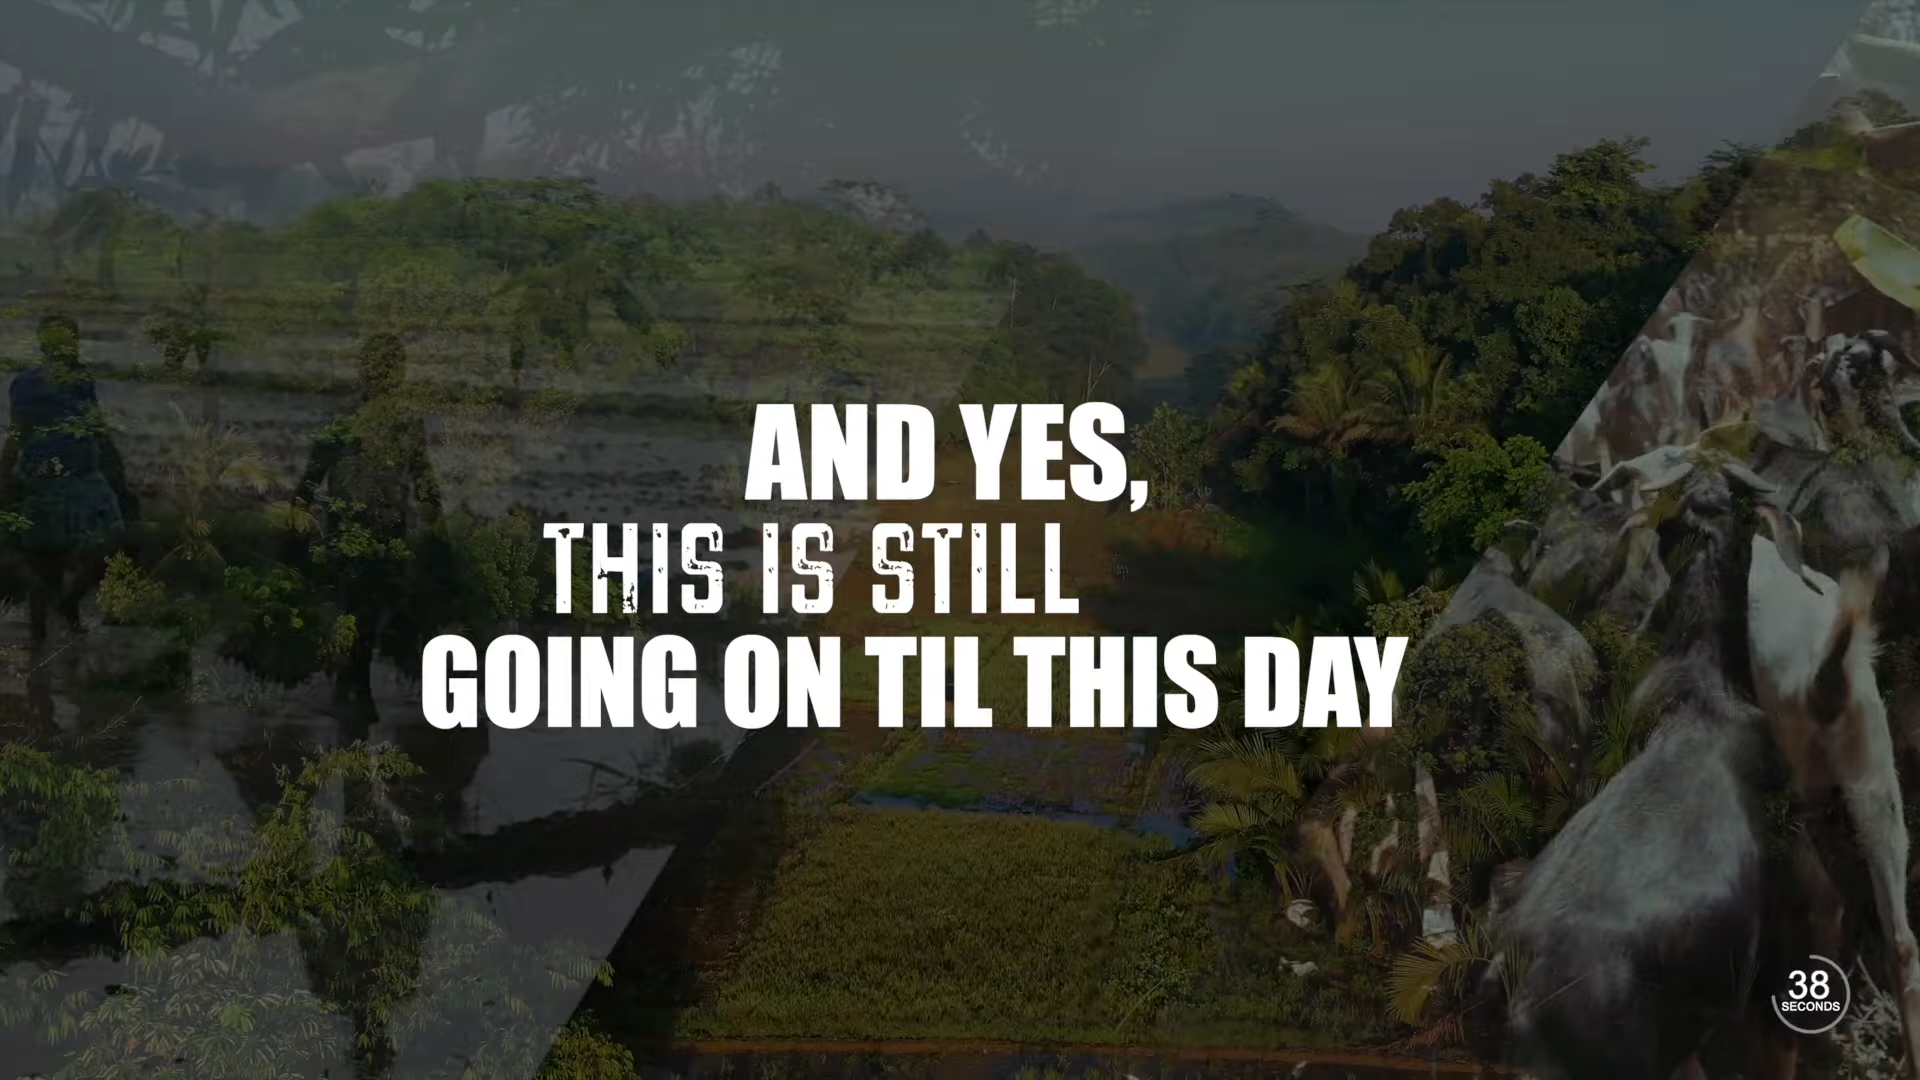 AND YES,
THIS IS STILL
GOING ON TIL THIS DAY
38
SECONDS